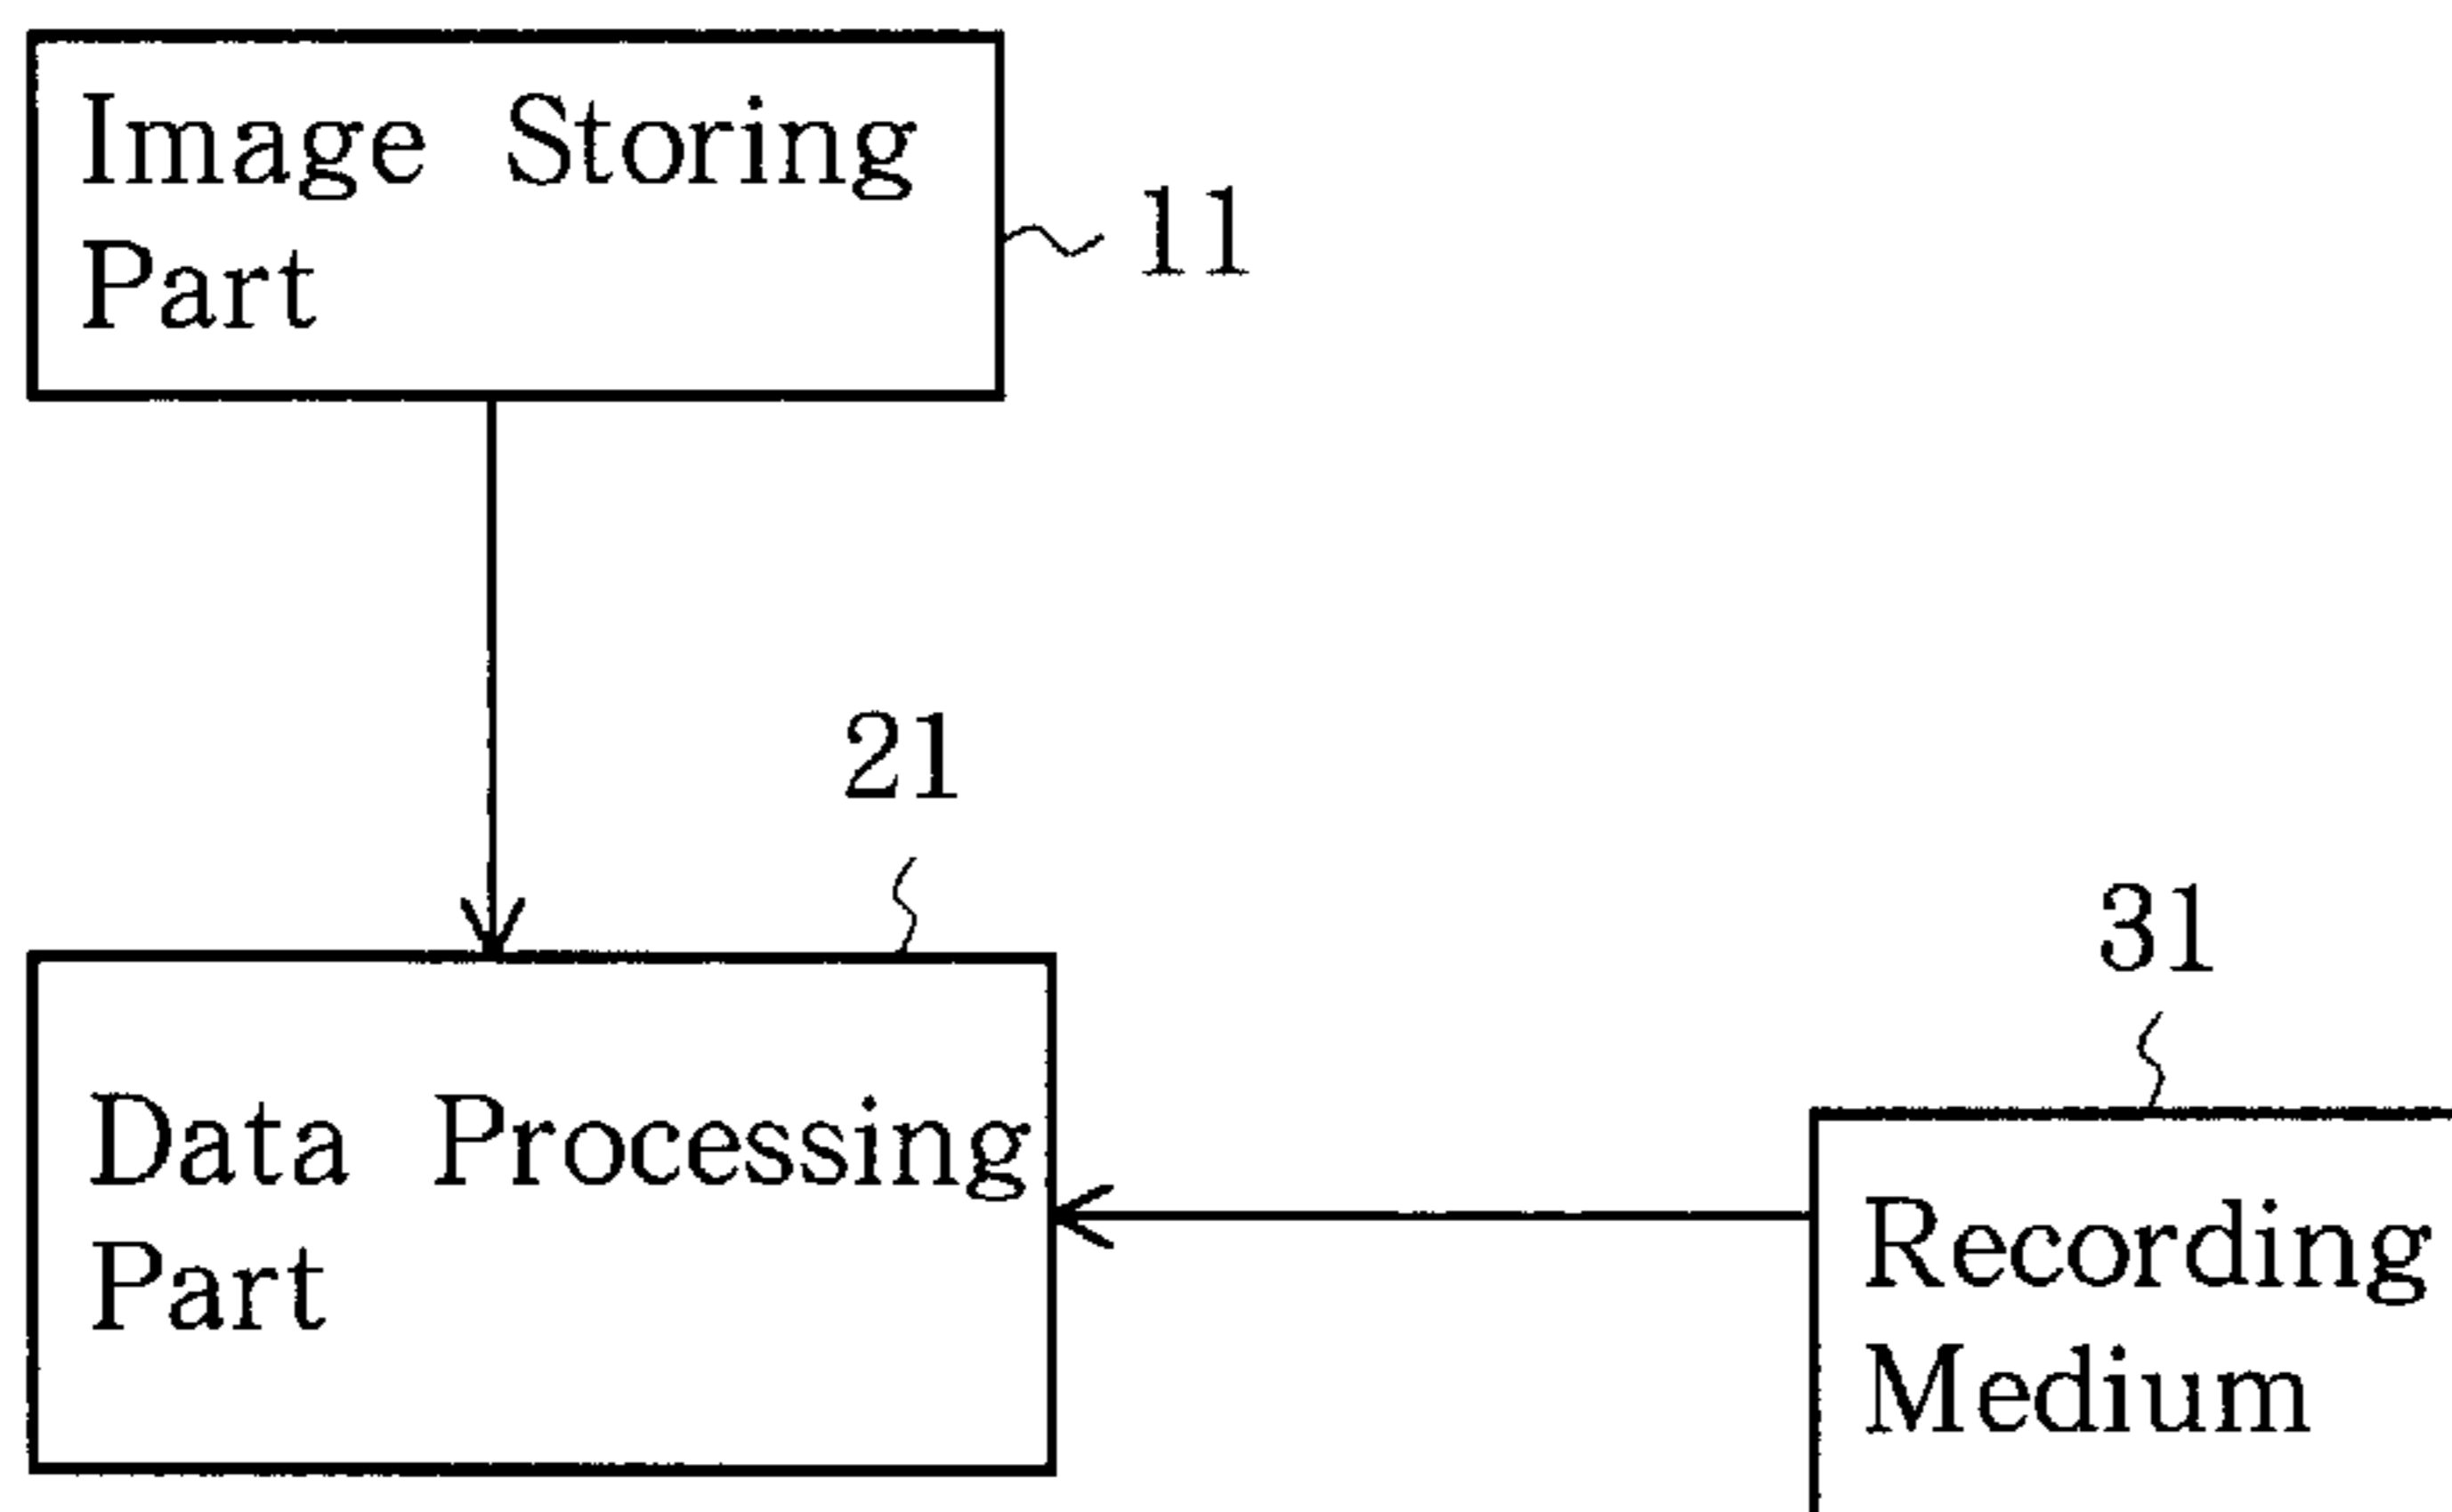 Image Storing
Part
11
21
Data Processing
Part
31
Recording
Medium